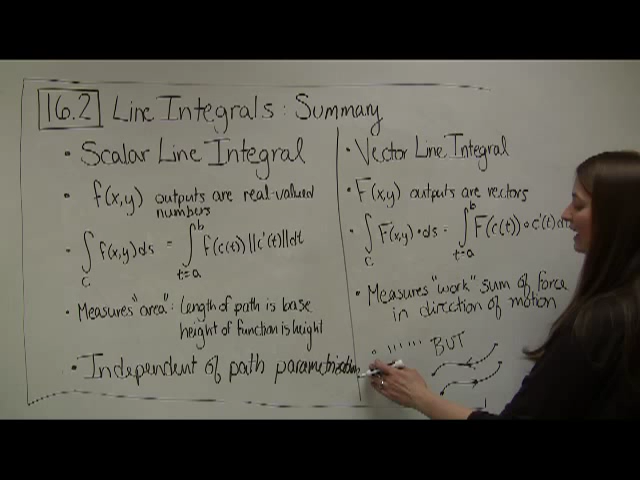 16.2 Line Integrals: Summary
• Scalar Line Integral
• f(x,y) outputs are real-valued
numbers
• ∫_C f(x,y) ds = ∫_{t=a}^{b} f(c(t)) ||c'(t)|| dt
• Measures "area": Length of path is base
height of function is height
• Independent of path parametrization
• Vector Line Integral
• F(x,y) outputs are vectors
• ∫_C F(x,y) • ds = ∫_{t=a}^{b} F(c(t)) • c'(t) dt
• Measures "work" sum of force
in direction of motion
• " " " BUT